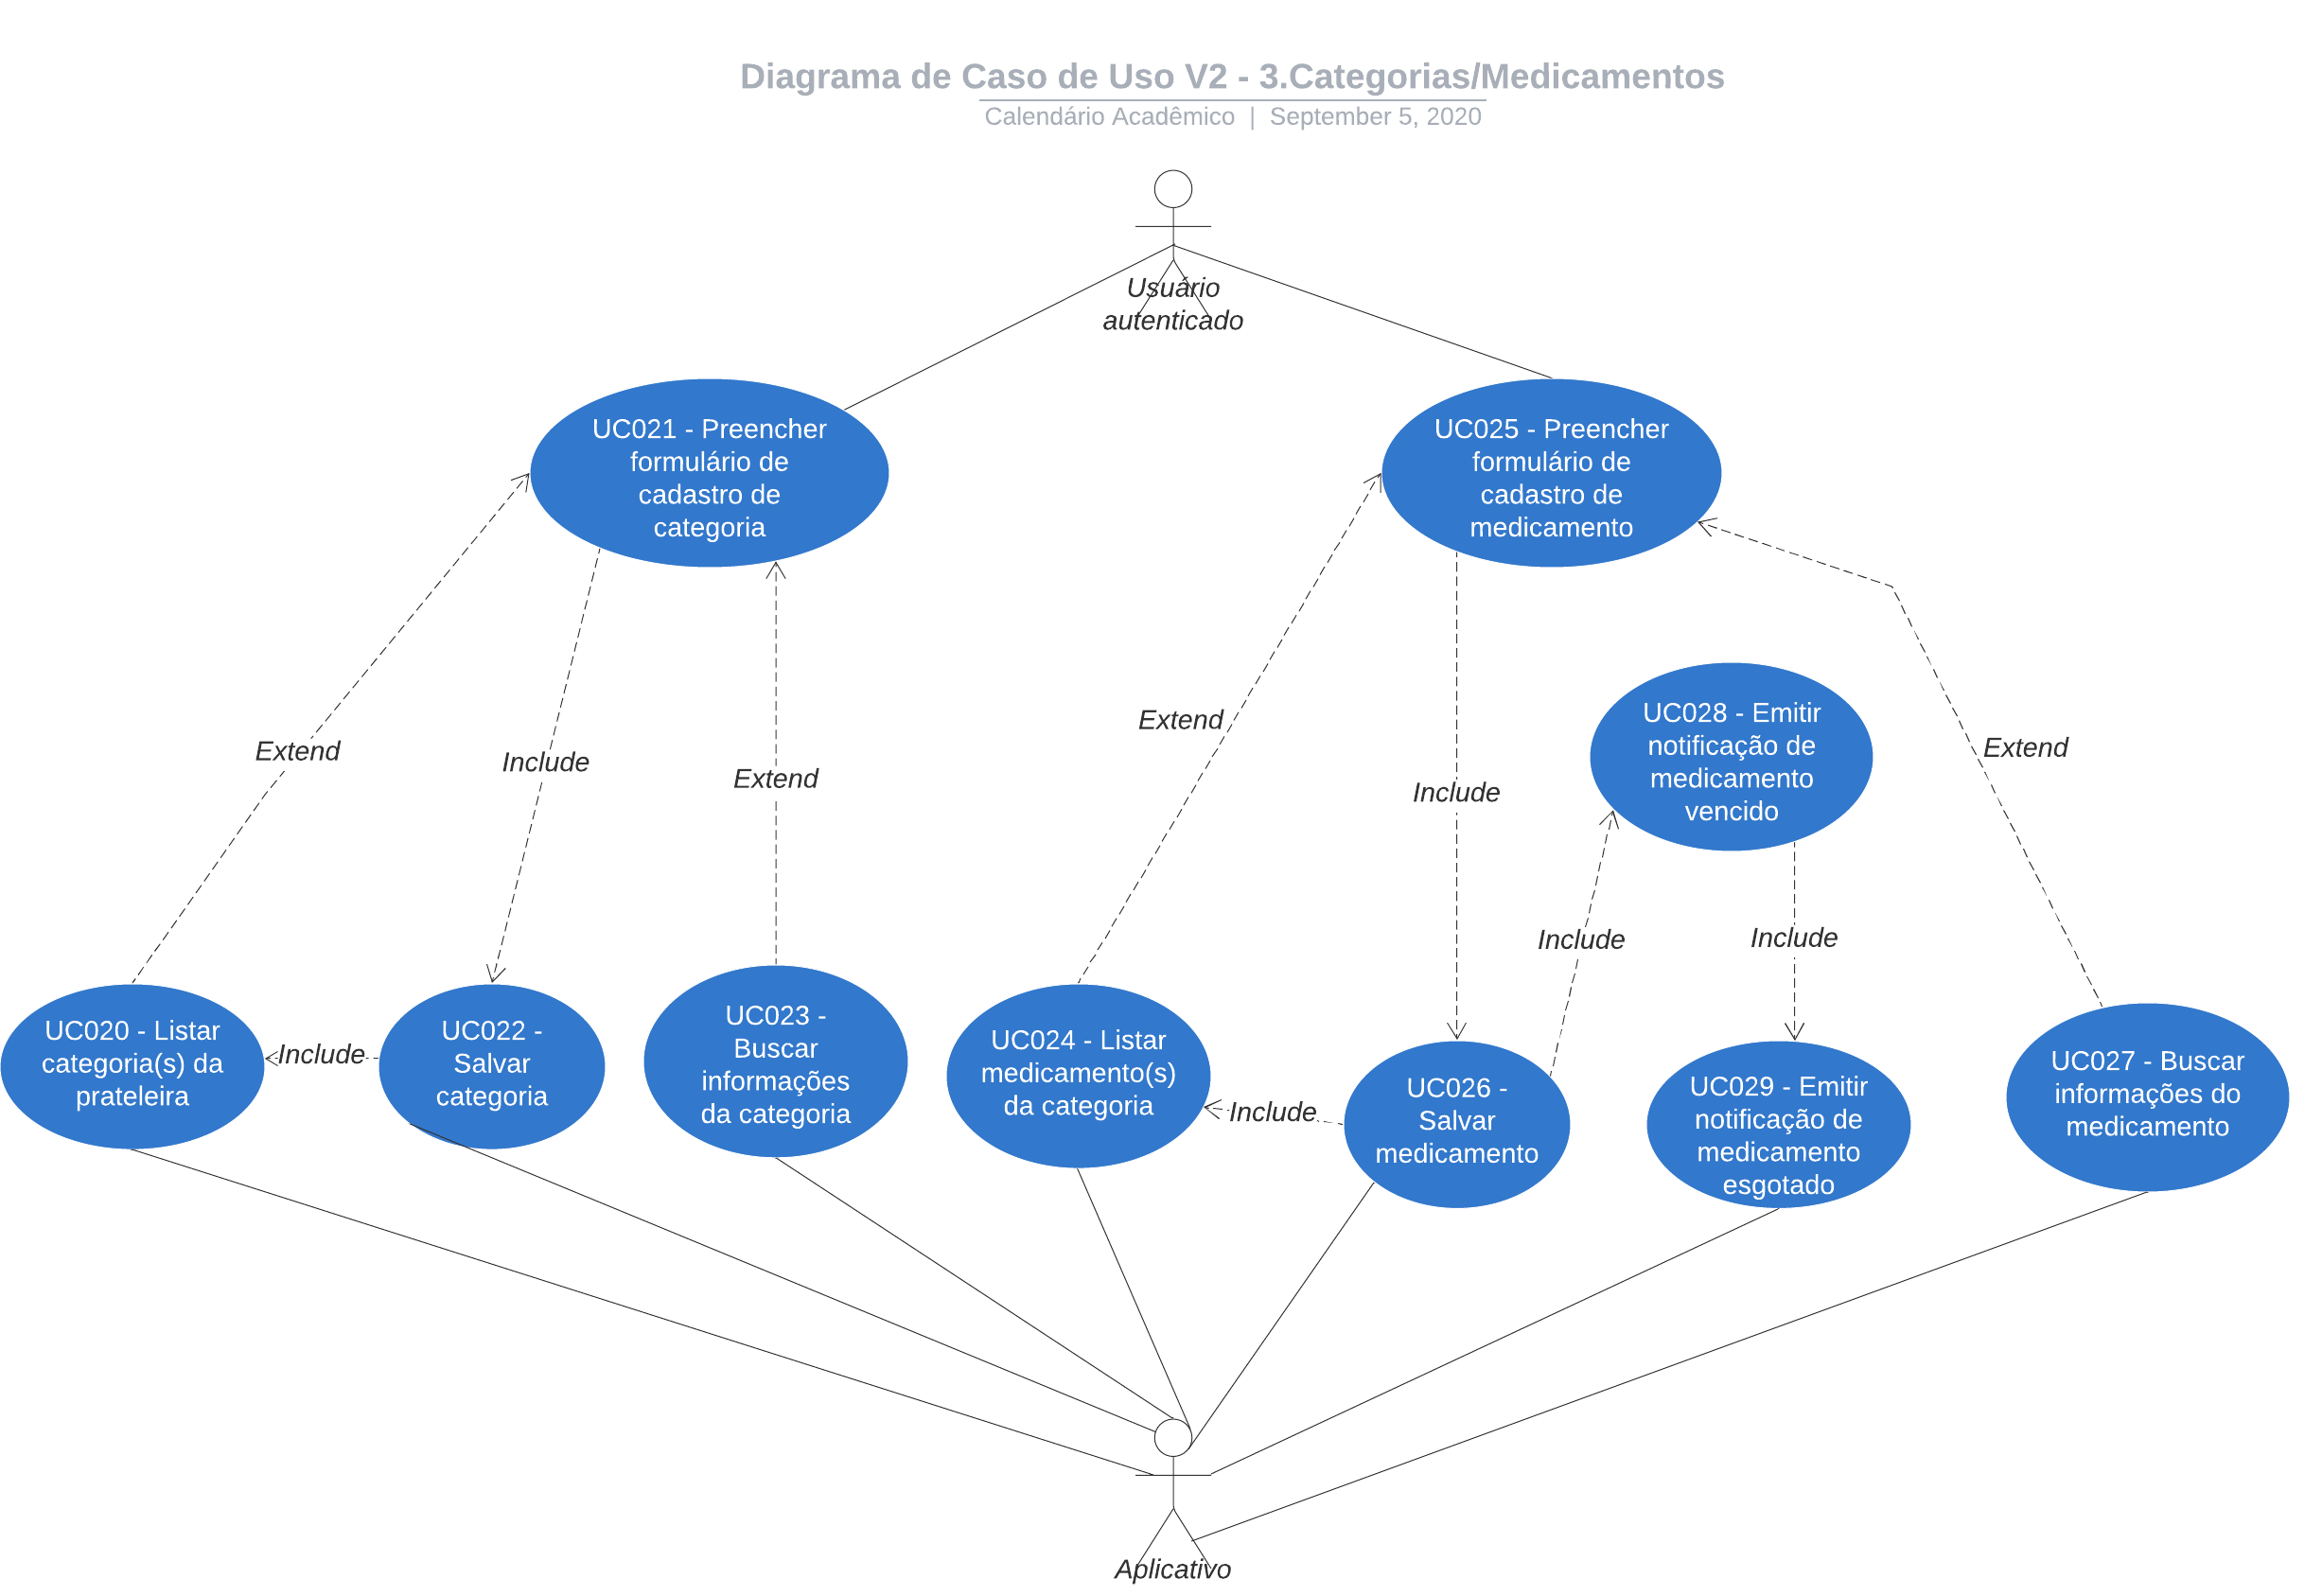 Diagrama de Caso de Uso V2 - 3.Categorias/Medicamentos
Calendário Acadêmico | September 5, 2020
Usuário
autenticado
UC021 - Preencher
formulário de
cadastro de
categoria
UC025 - Preencher
formulário de
cadastro de
medicamento
Extend
Include
Extend
Extend
Include
UC028 - Emitir
notificação de
medicamento
vencido
Extend
Include
Include
UC020 - Listar
categoria(s) da
prateleira
Include
UC022 -
Salvar
categoria
UC023 -
Buscar
informações
da categoria
UC024 - Listar
medicamento(s)
da categoria
Include
UC026 -
Salvar
medicamento
UC029 - Emitir
notificação de
medicamento
esgotado
UC027 - Buscar
informações do
medicamento
Aplicativo